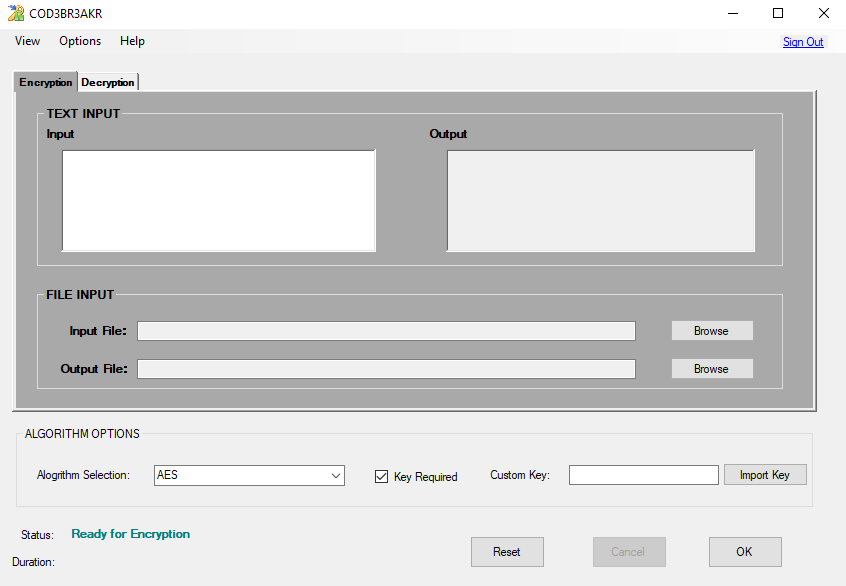 COD3BR3AKR
View Options Help Sign Out
Encryption Decryption
TEXT INPUT
Input Output
FILE INPUT
Input File: Browse
Output File: Browse
ALGORITHM OPTIONS
Alogrithm Selection: AES Key Required Custom Key: Import Key
Status: Ready for Encryption
Reset Cancel OK
Duration: